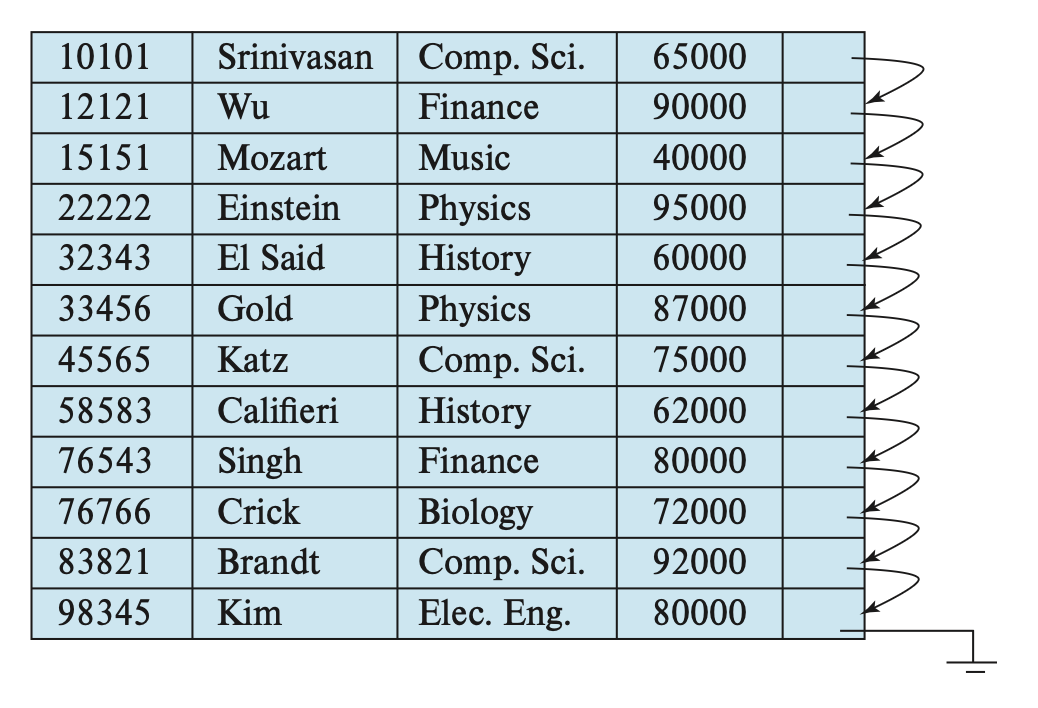 10101 Srinivasan Comp. Sci. 65000
12121 Wu Finance 90000
15151 Mozart Music 40000
22222 Einstein Physics 95000
32343 El Said History 60000
33456 Gold Physics 87000
45565 Katz Comp. Sci. 75000
58583 Califieri History 62000
76543 Singh Finance 80000
76766 Crick Biology 72000
83821 Brandt Comp. Sci. 92000
98345 Kim Elec. Eng. 80000